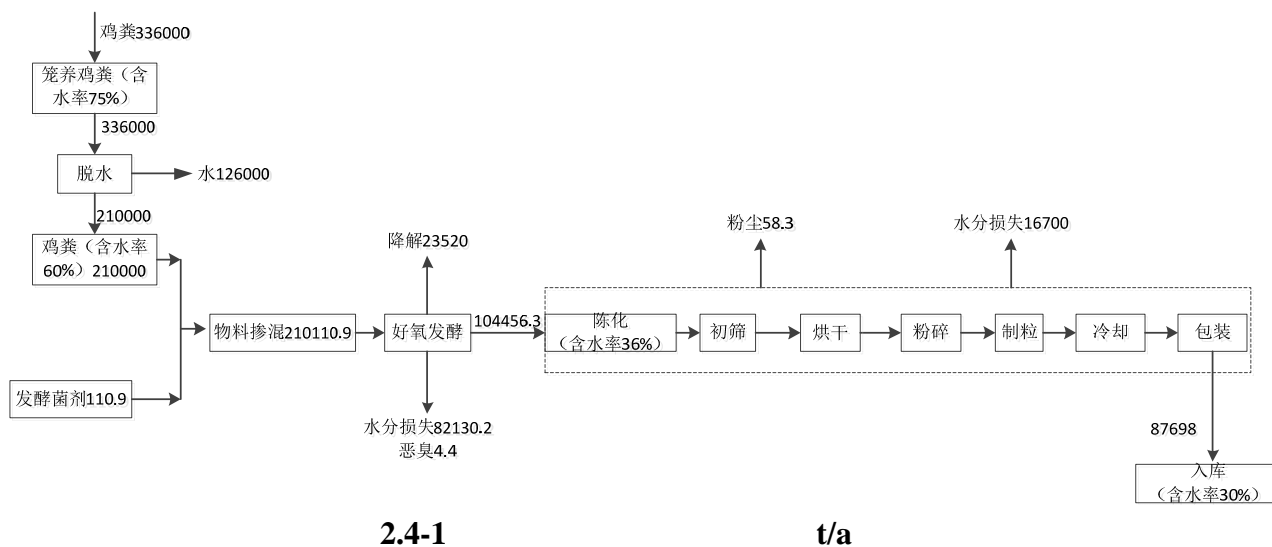 鸡粪336000
笼养鸡粪（含
水率75%）
336000
脱水
水126000
210000
鸡粪（含水率
60%）210000
发酵菌剂110.9
物料掺混210110.9
降解23520
好氧发酵
水分损失82130.2
恶臭4.4
104456.3
粉尘58.3
水分损失16700
陈化
（含水率36%）
初筛
烘干
粉碎
制粒
冷却
包装
87698
入库
（含水率30%）
2.4-1
t/a